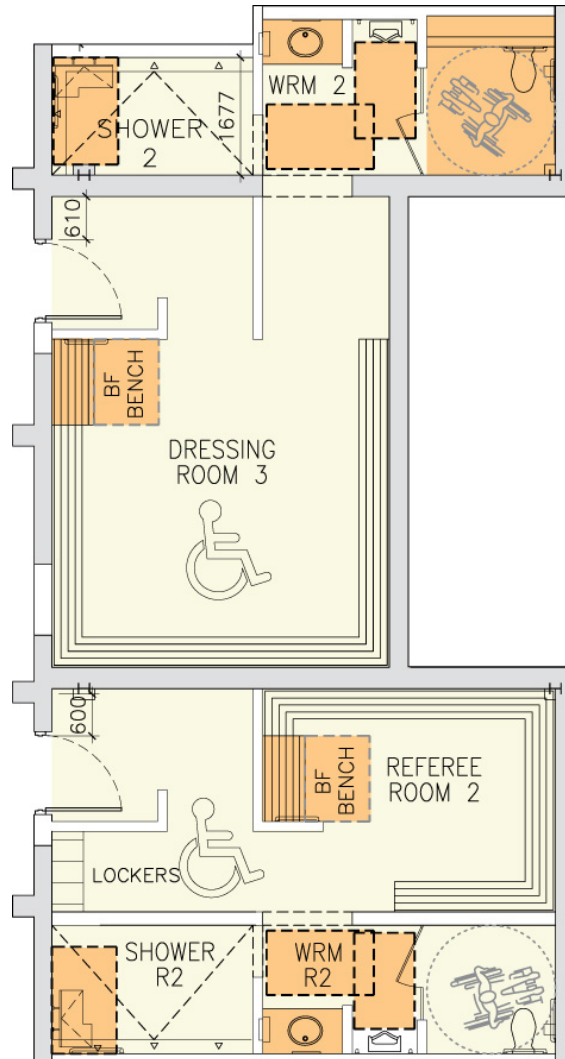 WRM 2
SHOWER
2
1677
610
BF
BENCH
DRESSING
ROOM 3
600
BF
BENCH
REFEREE
ROOM 2
LOCKERS
SHOWER
R2
WRM
R2